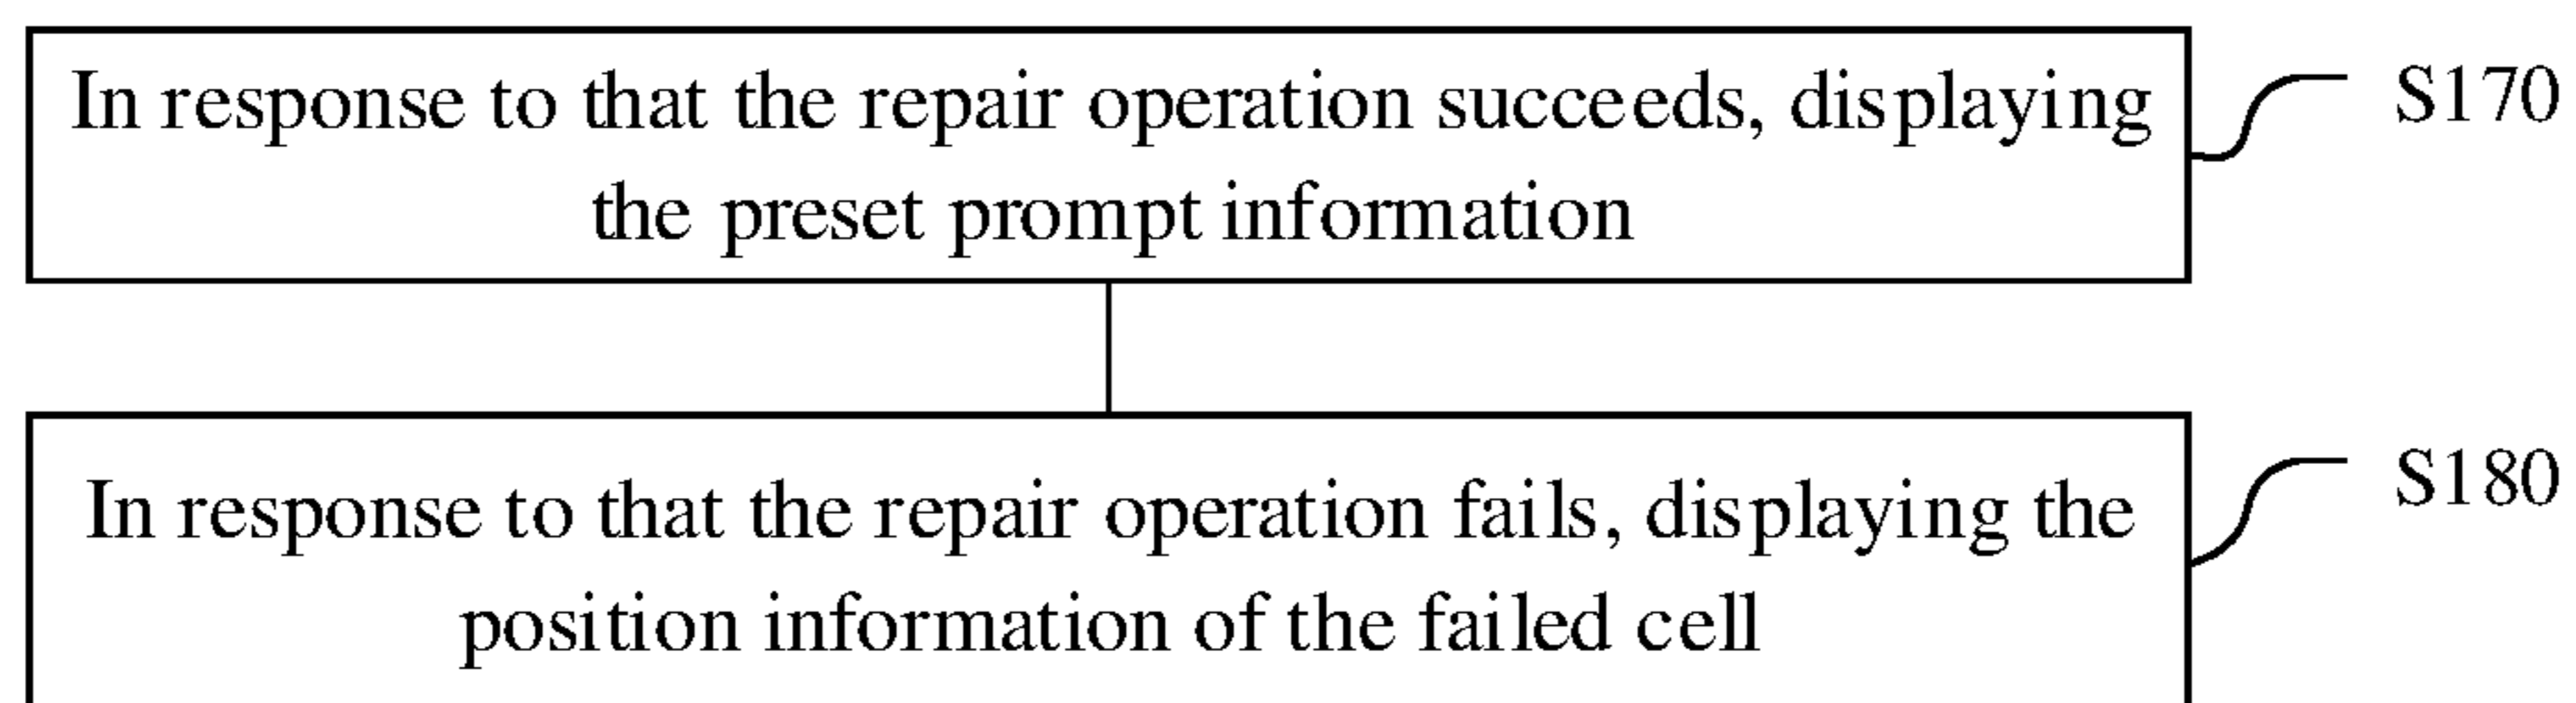 In response to that the repair operation succeeds, displaying
S170
the preset prompt information
In response to that the repair operation fails, displaying the
S180
position information of the failed cell